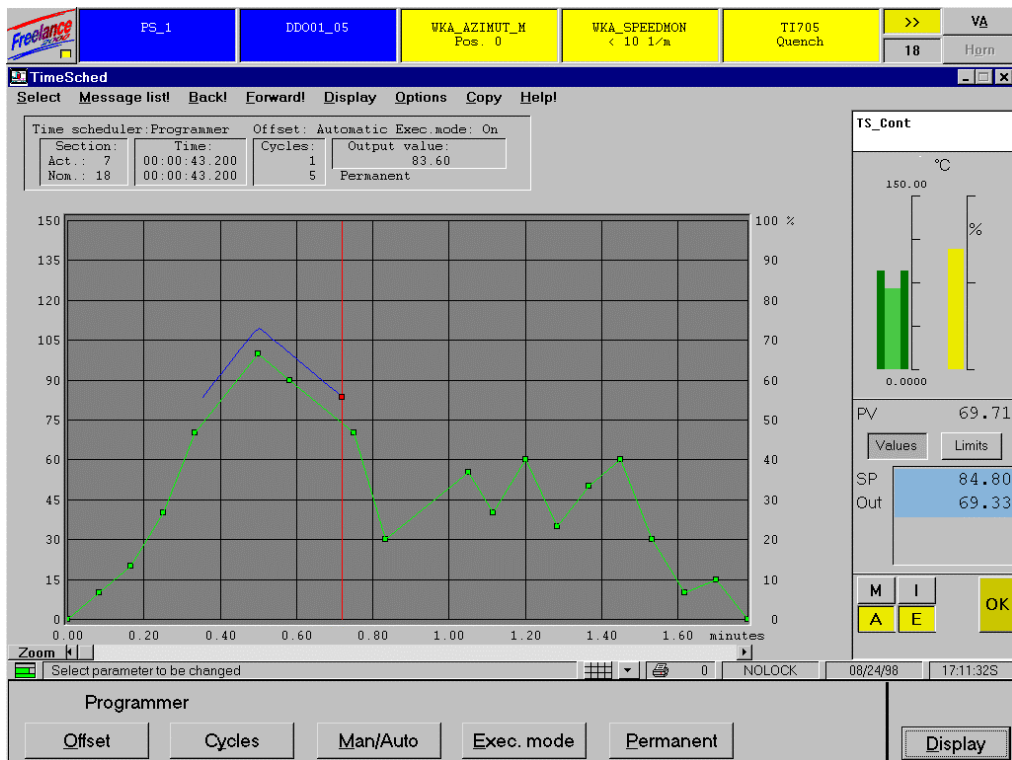 Freelance
2000
PS_1
DDO01_05
WKA_AZIMUT_M
Pos. 0
WKA_SPEEDMON
< 10 1/m
TI705
Quench
>>
18
VA
Horn
TimeSched
Select Message list! Back! Forward! Display Options Copy Help!
Time scheduler:Programmer Offset: Automatic Exec.mode: On
Section: Time: Cycles: Output value:
Act.: 7 00:00:43.200 1 83.60
Nom.: 18 00:00:43.200 5 Permanent
150 100 %
135 90
120 80
105 70
90 60
75 50
60 40
45 30
30 20
15 10
0 0
0.00 0.20 0.40 0.60 0.80 1.00 1.20 1.40 1.60 minutes
Zoom
TS_Cont
°C
150.00
%
0.0000
PV 69.71
Values Limits
SP 84.80
Out 69.33
M I
A E
OK
Select parameter to be changed 0 NOLOCK 08/24/98 17:11:32S
Programmer
Offset Cycles Man/Auto Exec. mode Permanent Display